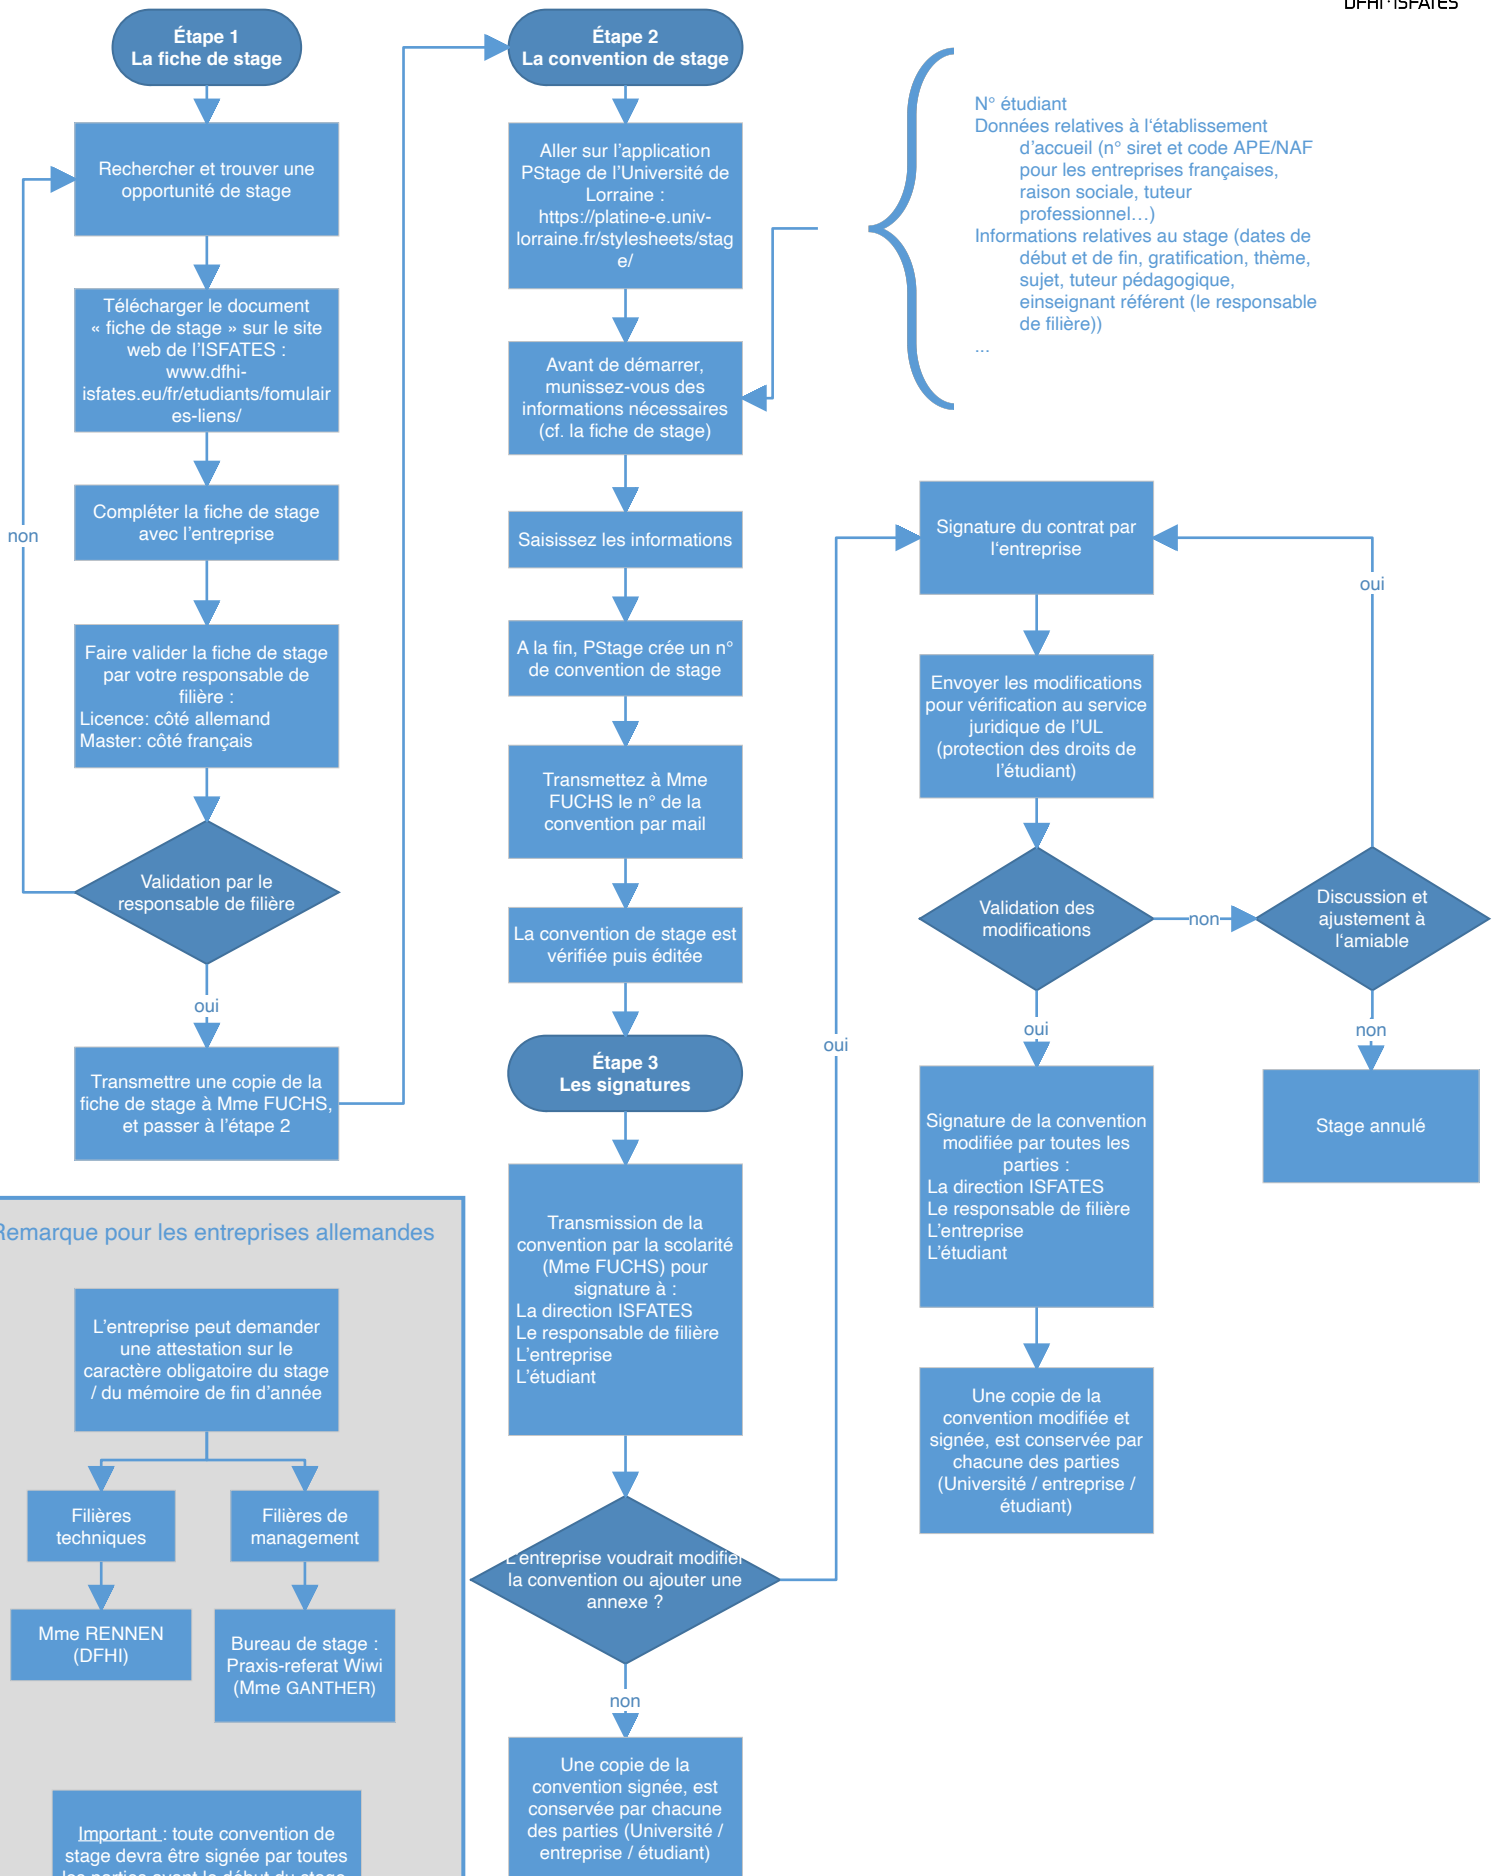 DFHI·ISFATES
Étape 1
La fiche de stage
Rechercher et trouver une
opportunité de stage
Télécharger le document
« fiche de stage » sur le site
web de l’ISFATES :
www.dfhi-
isfates.eu/fr/etudiants/fomulair
es-liens/
Compléter la fiche de stage
avec l’entreprise
non
Faire valider la fiche de stage
par votre responsable de
filière :
Licence: côté allemand
Master: côté français
Validation par le
responsable de filière
oui
Transmettre une copie de la
fiche de stage à Mme FUCHS,
et passer à l’étape 2
Étape 2
La convention de stage
Aller sur l’application
PStage de l’Université de
Lorraine :
https://platine-e.univ-
lorraine.fr/stylesheets/stag
e/
Avant de démarrer,
munissez-vous des
informations nécessaires
(cf. la fiche de stage)
N° étudiant
Données relatives à l‘établissement
d’accueil (n° siret et code APE/NAF
pour les entreprises françaises,
raison sociale, tuteur
professionnel…)
Informations relatives au stage (dates de
début et de fin, gratification, thème,
sujet, tuteur pédagogique,
einseignant référent (le responsable
de filière))
...
Saisissez les informations
A la fin, PStage crée un n°
de convention de stage
Transmettez à Mme
FUCHS le n° de la
convention par mail
La convention de stage est
vérifiée puis éditée
Étape 3
Les signatures
Transmission de la
convention par la scolarité
(Mme FUCHS) pour
signature à :
La direction ISFATES
Le responsable de filière
L’entreprise
L’étudiant
L’entreprise voudrait modifier
la convention ou ajouter une
annexe ?
non
Une copie de la
convention signée, est
conservée par chacune
des parties (Université /
entreprise / étudiant)
oui
Signature du contrat par
l‘entreprise
Envoyer les modifications
pour vérification au service
juridique de l’UL
(protection des droits de
l’étudiant)
Validation des
modifications
non
Discussion et
ajustement à
l‘amiable
oui
non
Stage annulé
oui
Signature de la convention
modifiée par toutes les
parties :
La direction ISFATES
Le responsable de filière
L’entreprise
L’étudiant
Une copie de la
convention modifiée et
signée, est conservée par
chacune des parties
(Université / entreprise /
étudiant)
Remarque pour les entreprises allemandes
L’entreprise peut demander
une attestation sur le
caractère obligatoire du stage
/ du mémoire de fin d’année
Filières
techniques
Filières de
management
Mme RENNEN
(DFHI)
Bureau de stage :
Praxis-referat Wiwi
(Mme GANTHER)
Important : toute convention de
stage devra être signée par toutes
les parties avant le début du stage